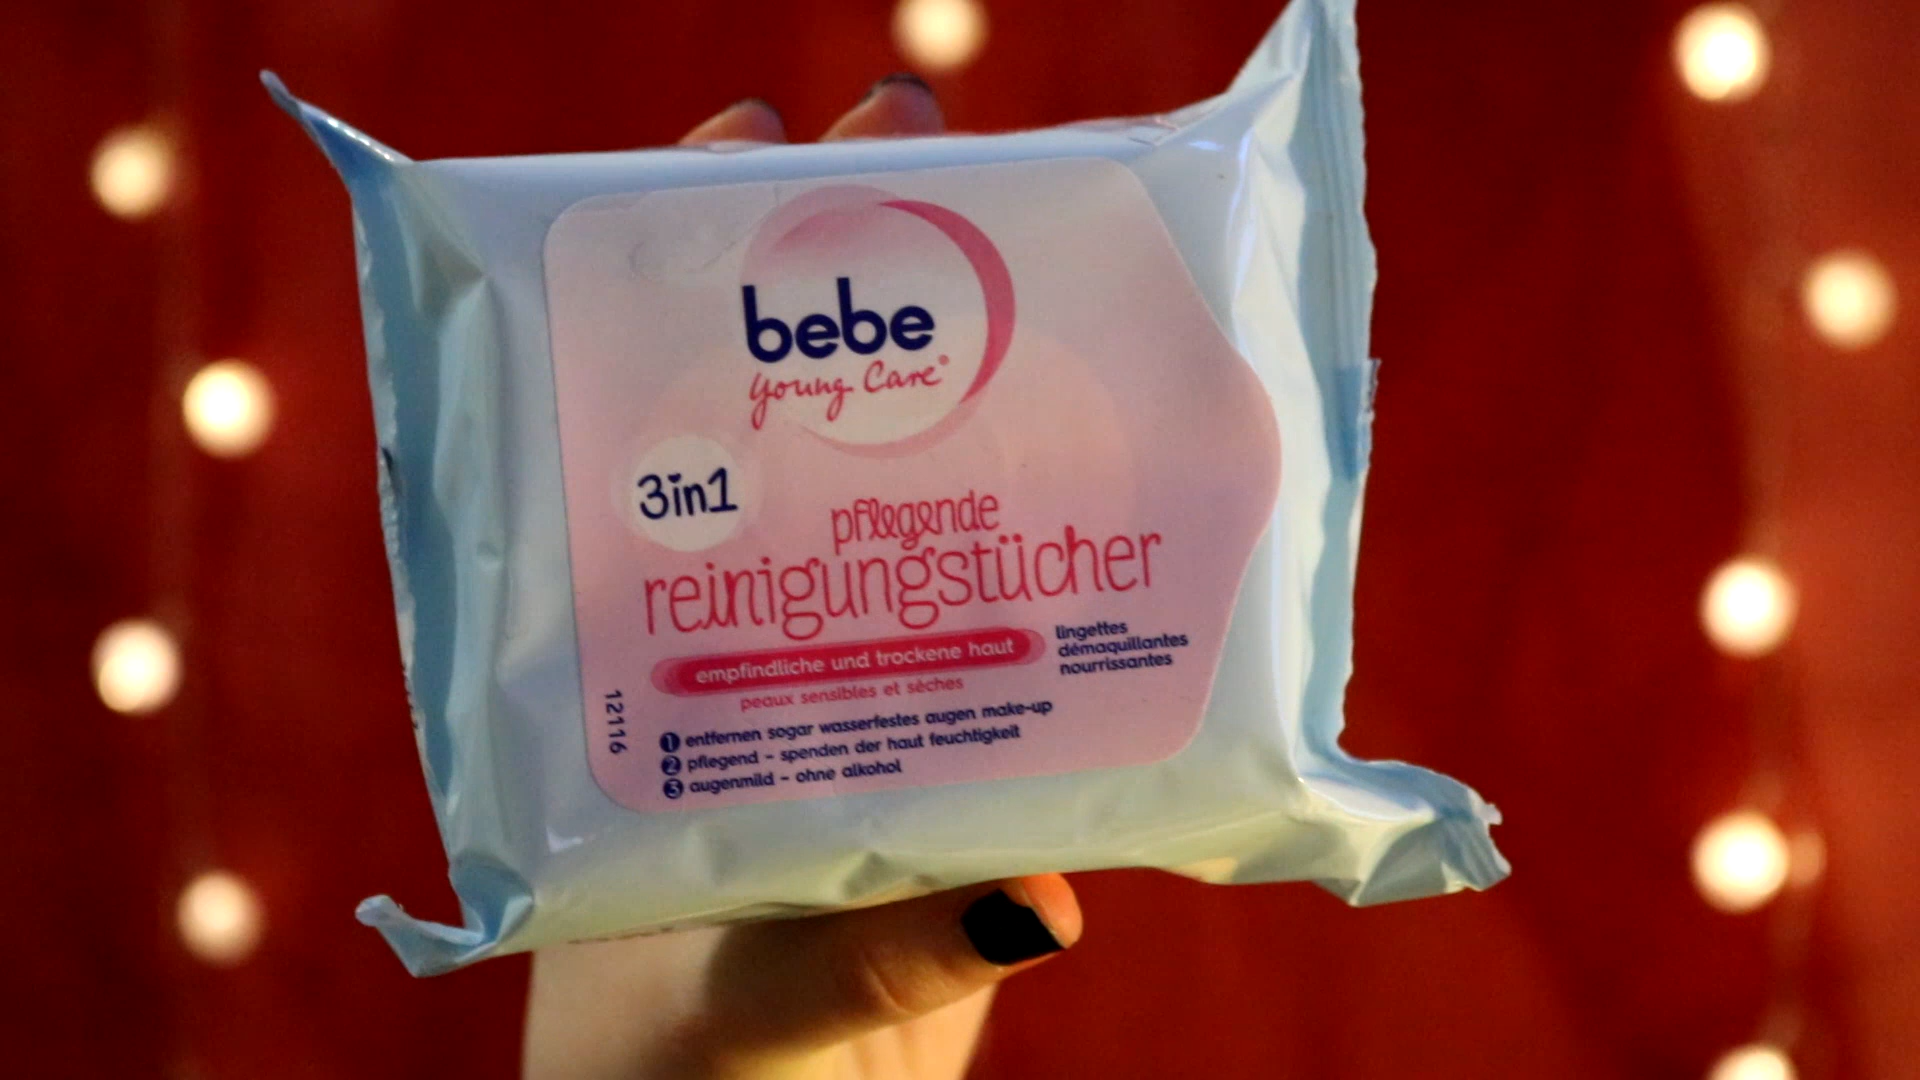 bebe
young care®
3in1
pflegende
reinigungstücher
empfindliche und trockene haut
peaux sensibles et sèches
lingettes
démaquillantes
nourrissantes
1 entfernen sogar wasserfestes augen make-up
2 pflegend - spenden der haut feuchtigkeit
3 augenmild - ohne alkohol
12116